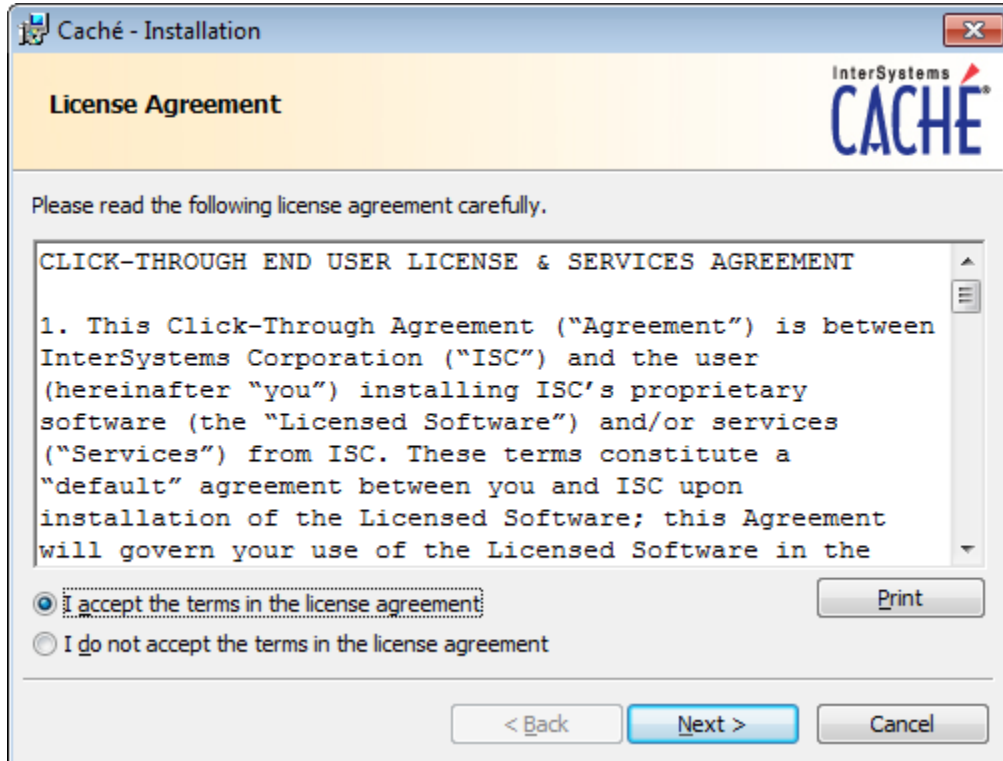 Caché - Installation
License Agreement
InterSystems
CACHÉ®
Please read the following license agreement carefully.
CLICK-THROUGH END USER LICENSE & SERVICES AGREEMENT
1. This Click-Through Agreement (“Agreement”) is between
InterSystems Corporation (“ISC”) and the user
(hereinafter “you”) installing ISC’s proprietary
software (the “Licensed Software”) and/or services
(“Services”) from ISC. These terms constitute a
“default” agreement between you and ISC upon
installation of the Licensed Software; this Agreement
will govern your use of the Licensed Software in the
I accept the terms in the license agreement
Print
I do not accept the terms in the license agreement
< Back
Next >
Cancel